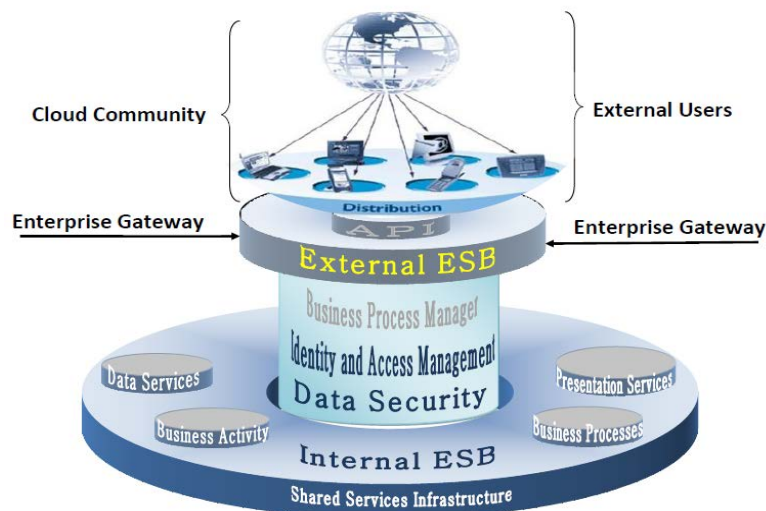 Cloud Community
External Users
Distribution
Enterprise Gateway
Enterprise Gateway
API
External ESB
Business Process Manager
Identity and Access Management
Data Security
Data Services
Presentation Services
Business Activity
Business Processes
Internal ESB
Shared Services Infrastructure